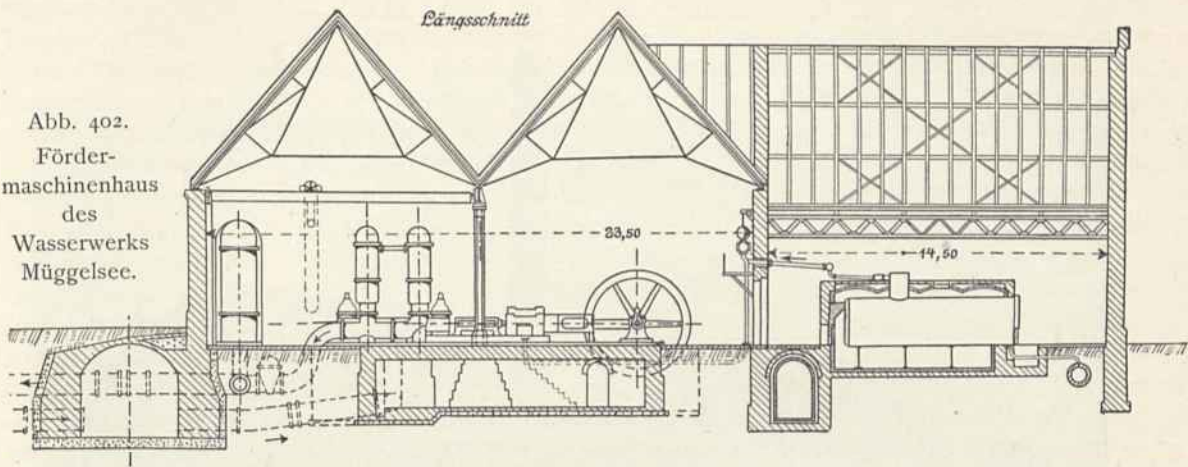 Längsschnitt
Abb. 402.
Förder-
maschinenhaus
des
Wasserwerks
Müggelsee.
23,50
14,50